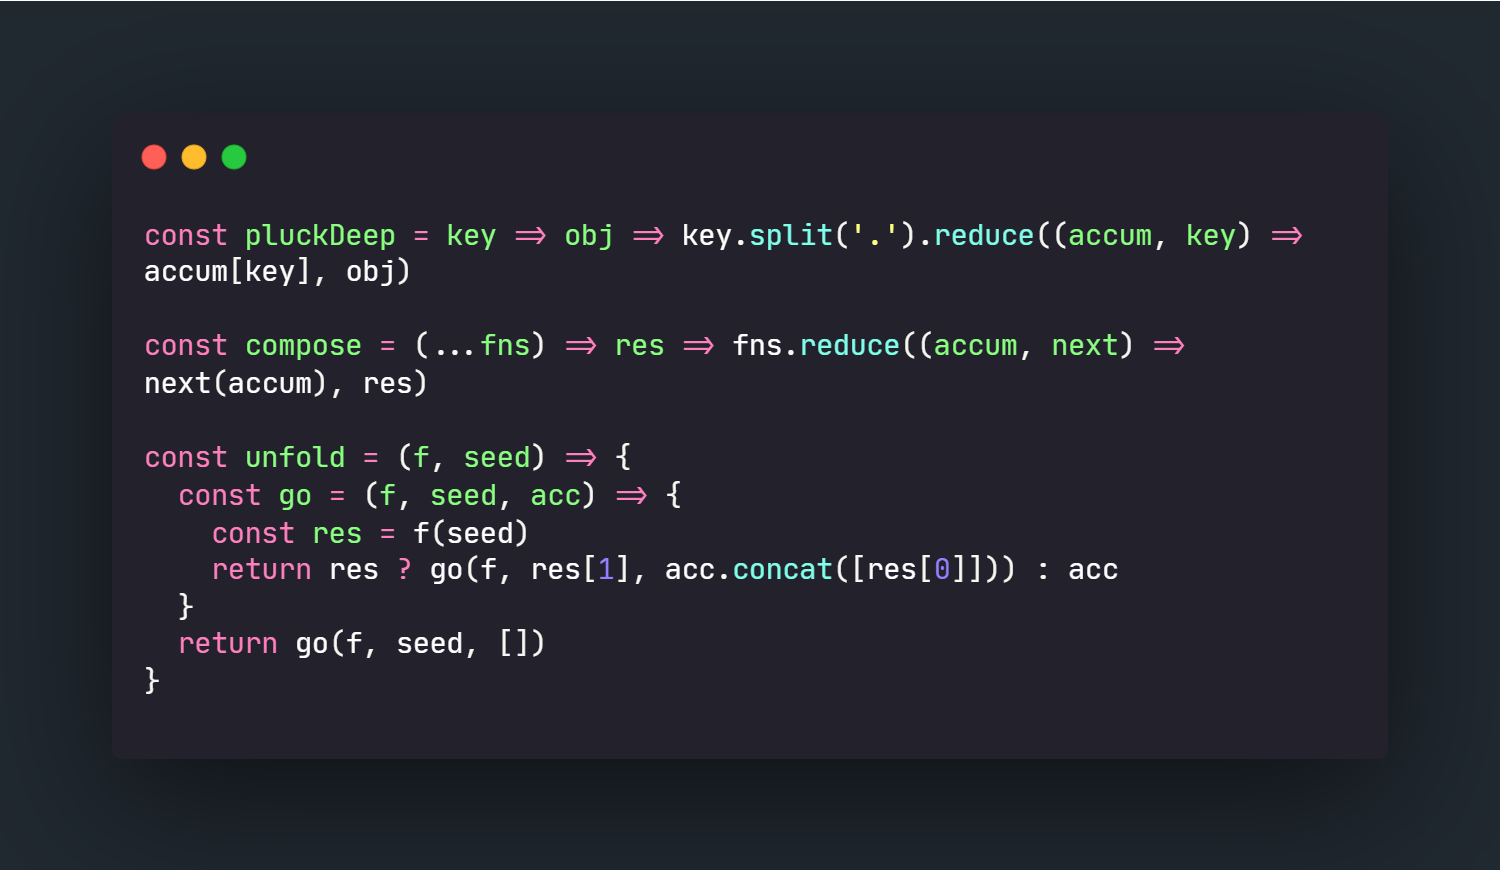 const pluckDeep = key => obj => key.split('.').reduce((accum, key) =>
accum[key], obj)
const compose = (...fns) => res => fns.reduce((accum, next) =>
next(accum), res)
const unfold = (f, seed) => {
  const go = (f, seed, acc) => {
    const res = f(seed)
    return res ? go(f, res[1], acc.concat([res[0]])) : acc
  }
  return go(f, seed, [])
}